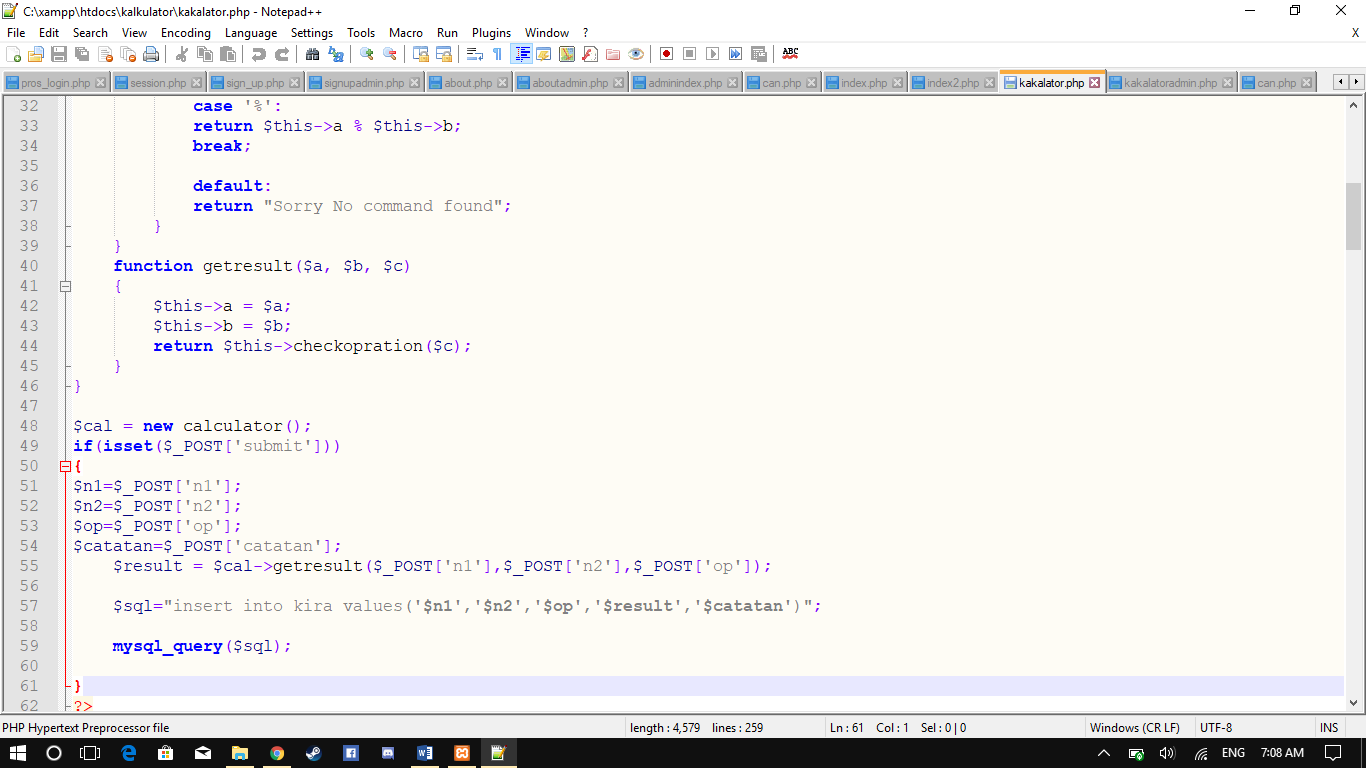 C:\xampp\htdocs\kalkulator\kakalator.php - Notepad++
File Edit Search View Encoding Language Settings Tools Macro Run Plugins Window ? X
pros_login.php session.php sign_up.php signupadmin.php about.php aboutadmin.php adminindex.php can.php index.php index2.php kakalator.php kakalatoradmin.php can.php
32 case '%':
33 return $this->a % $this->b;
34 break;
35
36 default:
37 return "Sorry No command found";
38 }
39 }
40 function getresult($a, $b, $c)
41 {
42 $this->a = $a;
43 $this->b = $b;
44 return $this->checkopration($c);
45 }
46 }
47
48 $cal = new calculator();
49 if(isset($_POST['submit']))
50 {
51 $n1=$_POST['n1'];
52 $n2=$_POST['n2'];
53 $op=$_POST['op'];
54 $catatan=$_POST['catatan'];
55 $result = $cal->getresult($_POST['n1'],$_POST['n2'],$_POST['op']);
56
57 $sql="insert into kira values('$n1','$n2','$op','$result','$catatan')";
58
59 mysql_query($sql);
60
61 }
62 ?>
PHP Hypertext Preprocessor file length : 4,579 lines : 259 Ln : 61 Col : 1 Sel : 0 | 0 Windows (CR LF) UTF-8 INS
ENG 7:08 AM